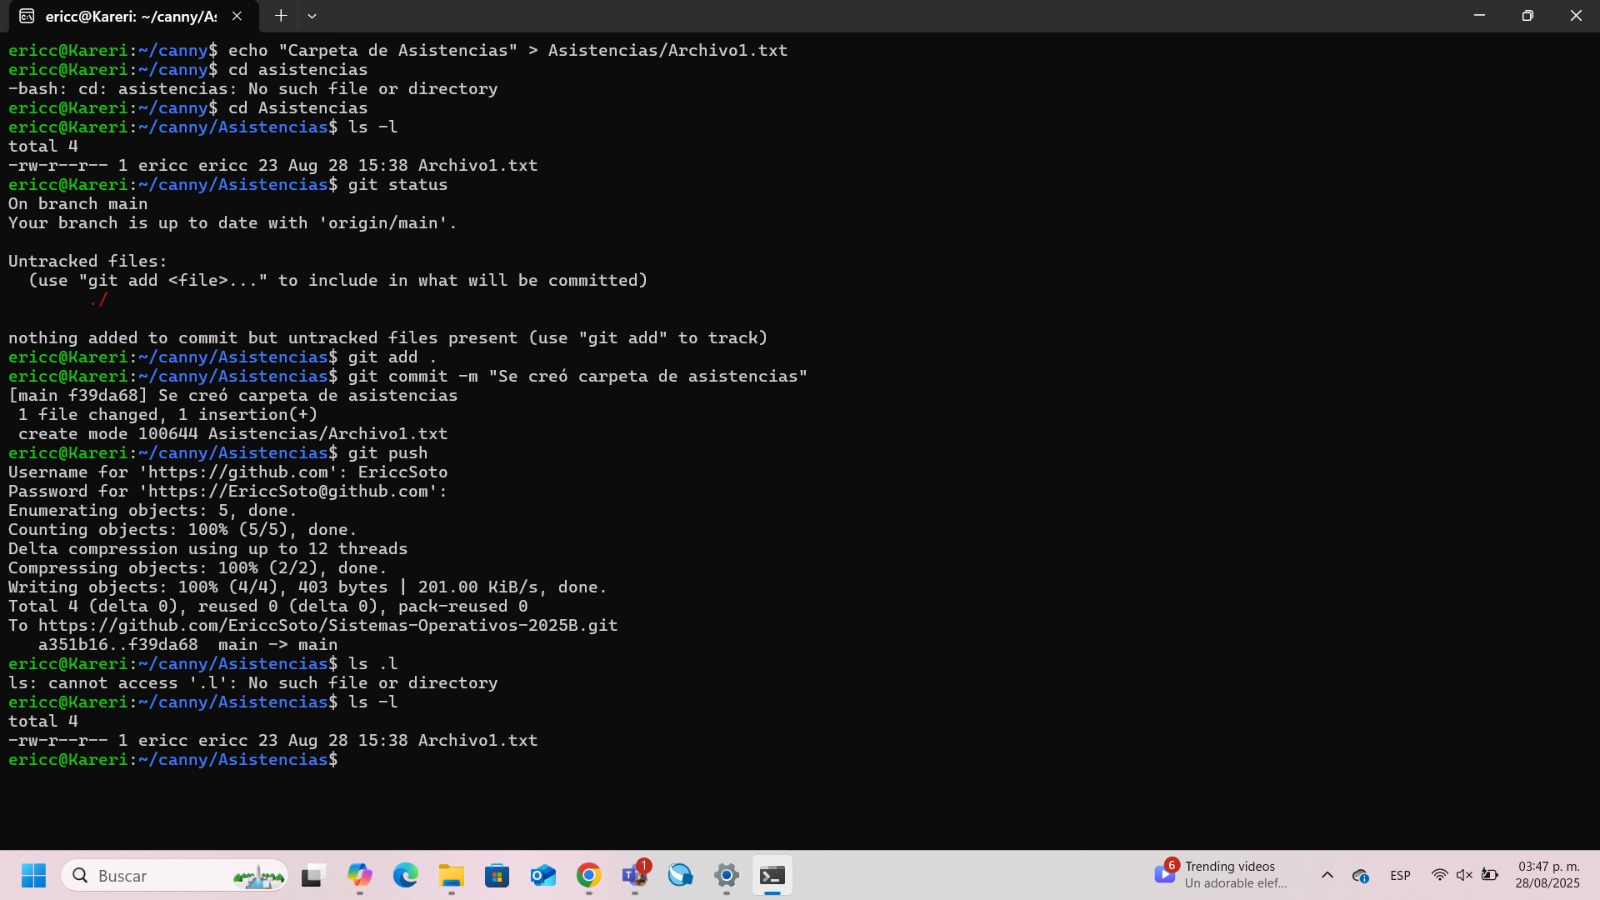 ericc@Kareri: ~/canny/As
ericc@Kareri:~/canny$ echo "Carpeta de Asistencias" > Asistencias/Archivo1.txt
ericc@Kareri:~/canny$ cd asistencias
-bash: cd: asistencias: No such file or directory
ericc@Kareri:~/canny$ cd Asistencias
ericc@Kareri:~/canny/Asistencias$ ls -l
total 4
-rw-r--r-- 1 ericc ericc 23 Aug 28 15:38 Archivo1.txt
ericc@Kareri:~/canny/Asistencias$ git status
On branch main
Your branch is up to date with 'origin/main'.
Untracked files:
  (use "git add <file>..." to include in what will be committed)
        ./
nothing added to commit but untracked files present (use "git add" to track)
ericc@Kareri:~/canny/Asistencias$ git add .
ericc@Kareri:~/canny/Asistencias$ git commit -m "Se creó carpeta de asistencias"
[main f39da68] Se creó carpeta de asistencias
 1 file changed, 1 insertion(+)
 create mode 100644 Asistencias/Archivo1.txt
ericc@Kareri:~/canny/Asistencias$ git push
Username for 'https://github.com': EriccSoto
Password for 'https://EriccSoto@github.com':
Enumerating objects: 5, done.
Counting objects: 100% (5/5), done.
Delta compression using up to 12 threads
Compressing objects: 100% (2/2), done.
Writing objects: 100% (4/4), 403 bytes | 201.00 KiB/s, done.
Total 4 (delta 0), reused 0 (delta 0), pack-reused 0
To https://github.com/EriccSoto/Sistemas-Operativos-2025B.git
   a351b16..f39da68  main -> main
ericc@Kareri:~/canny/Asistencias$ ls .l
ls: cannot access '.l': No such file or directory
ericc@Kareri:~/canny/Asistencias$ ls -l
total 4
-rw-r--r-- 1 ericc ericc 23 Aug 28 15:38 Archivo1.txt
ericc@Kareri:~/canny/Asistencias$
Buscar
1
6
Trending videos
Un adorable elef...
ESP
03:47 p. m.
28/08/2025